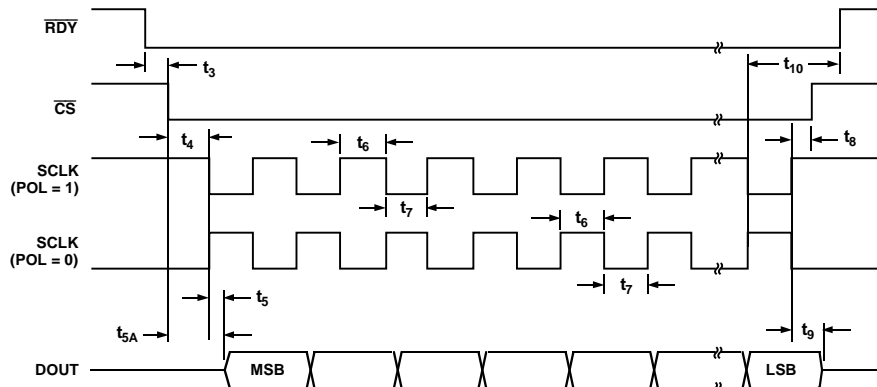 RDY
t3
CS
t10
t4
t6
t8
SCLK
(POL = 1)
t7
t6
SCLK
(POL = 0)
t7
t5
t5A
t9
DOUT
MSB
LSB